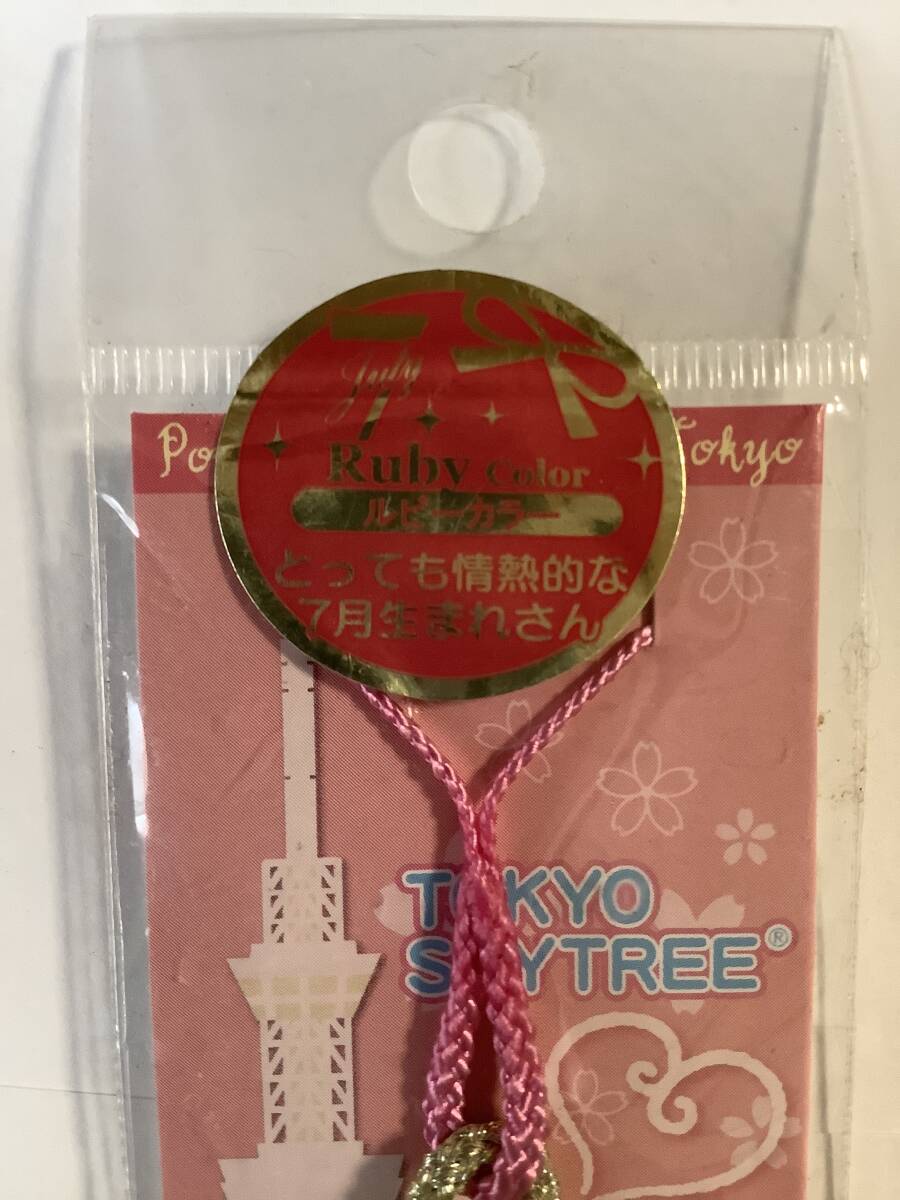 7
July
Ruby Color
ルビーカラー
とっても情熱的な
7月生まれさん
Tokyo
TOKYO
SKYTREE®